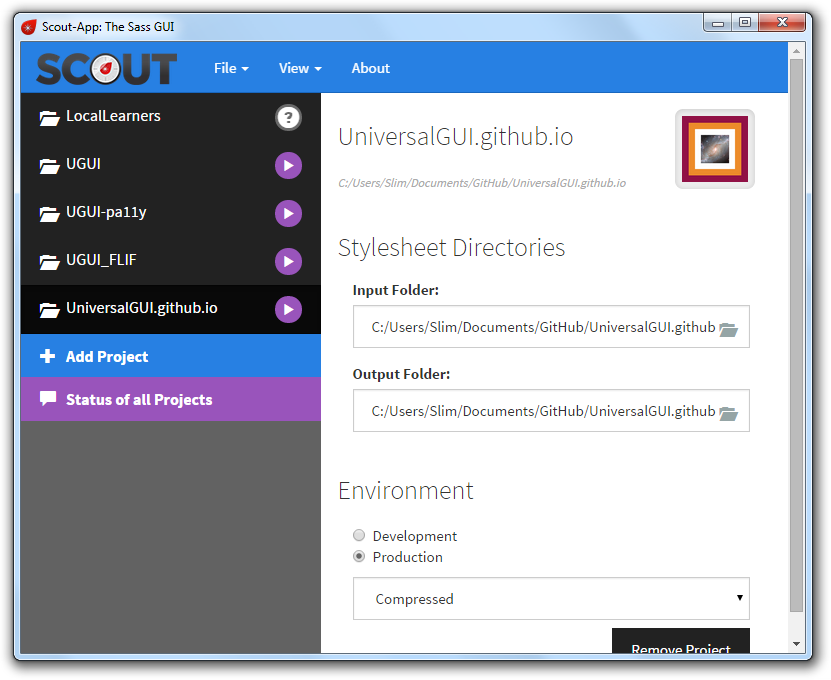 Scout-App: The Sass GUI
SCOUT File View About
LocalLearners ?
UGUI
UGUI-pa11y
UGUI_FLIF
UniversalGUI.github.io
Add Project
Status of all Projects
UniversalGUI.github.io
C:/Users/Slim/Documents/GitHub/UniversalGUI.github.io
Stylesheet Directories
Input Folder:
C:/Users/Slim/Documents/GitHub/UniversalGUI.github
Output Folder:
C:/Users/Slim/Documents/GitHub/UniversalGUI.github
Environment
Development
Production
Compressed
Remove Project